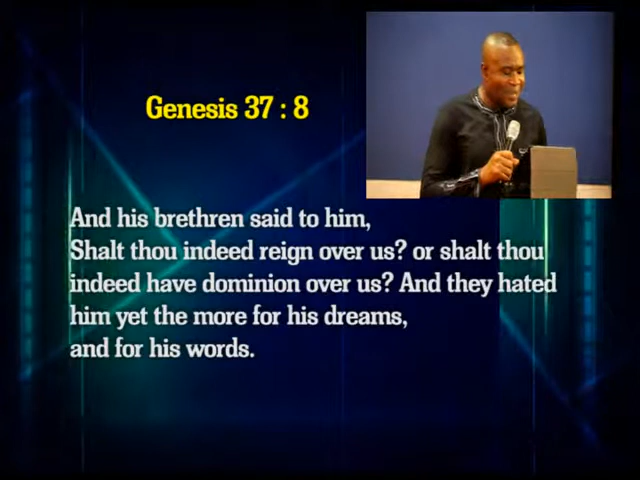 Genesis 37 : 8
And his brethren said to him,
Shalt thou indeed reign over us? or shalt thou
indeed have dominion over us? And they hated
him yet the more for his dreams,
and for his words.